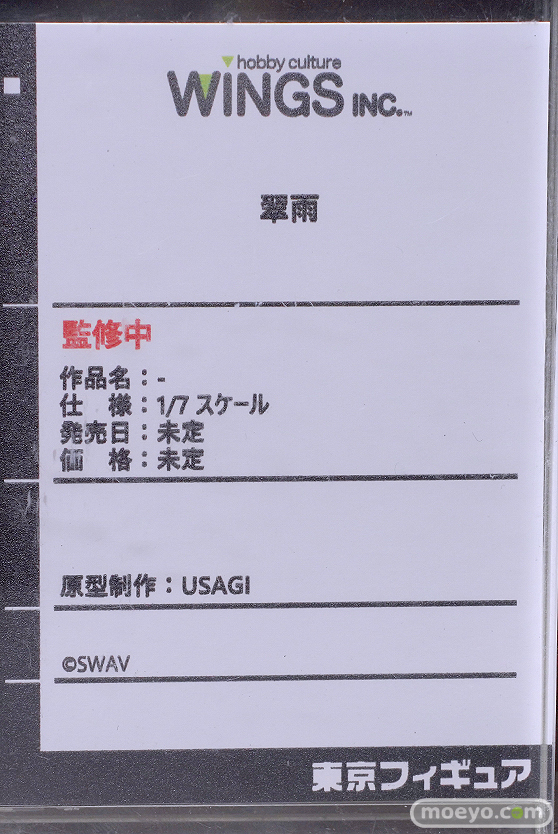 hobby culture
WINGS INC.™
翠雨
監修中
作品名：-
仕　様：1/7 スケール
発売日：未定
価　格：未定
原型制作：USAGI
©SWAV
東京フィギュア
moeyo.com